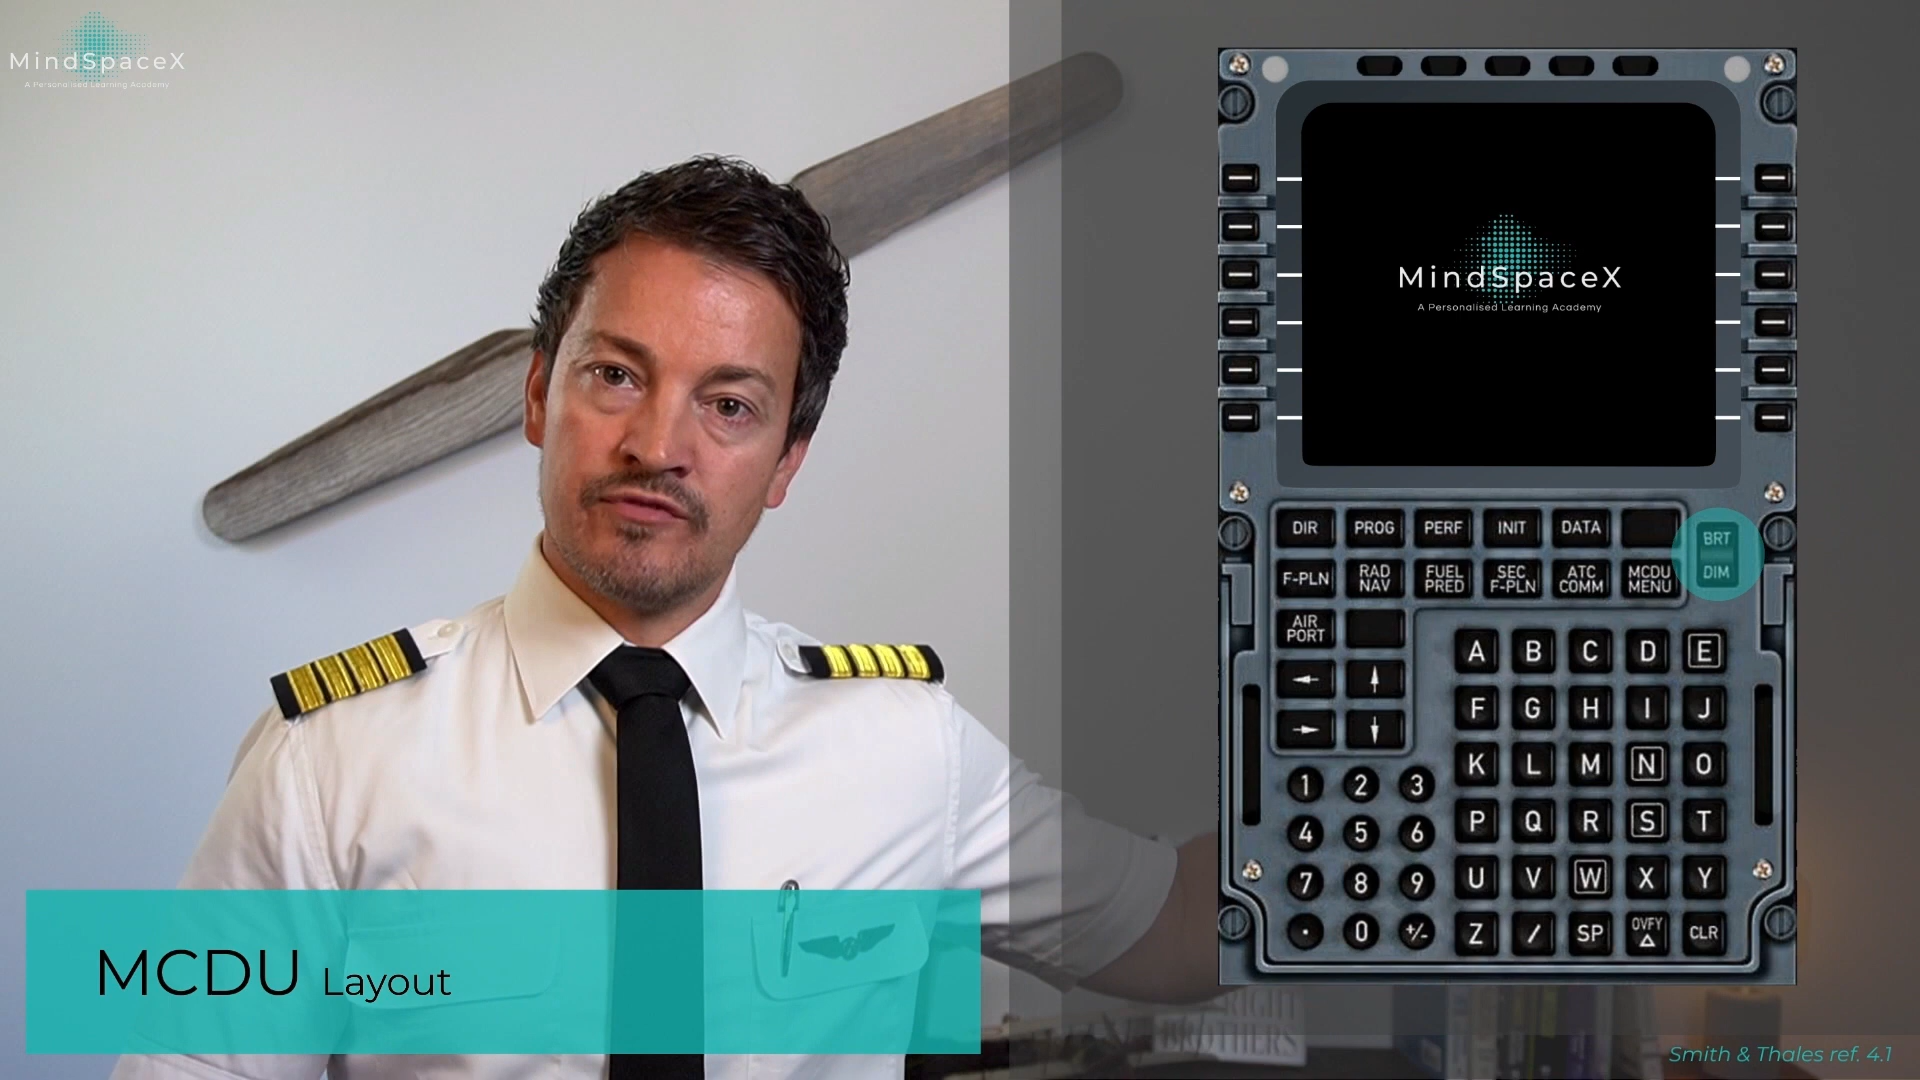 MindSpaceX
A Personalised Learning Academy
MindSpaceX
A Personalised Learning Academy
DIR PROG PERF INIT DATA
BRT
DIM
F-PLN RAD NAV FUEL PRED SEC F-PLN ATC COMM MCDU MENU
AIR PORT
A B C D E
F G H I J
K L M N O
P Q R S T
U V W X Y
Z / SP OVFY CLR
1 2 3
4 5 6
7 8 9
. 0 +/-
MCDU Layout
RIGHT
BROTHERS
Smith & Thales ref. 4.1